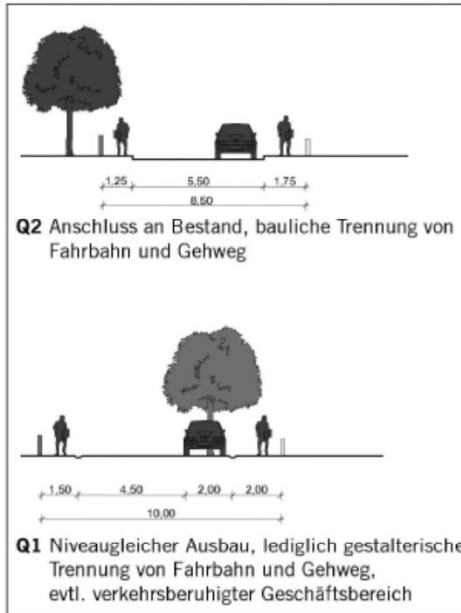 1,25 5,50 1,75
8,50
Q2 Anschluss an Bestand, bauliche Trennung von
Fahrbahn und Gehweg
1,50 4,50 2,00 2,00
10,00
Q1 Niveaugleicher Ausbau, lediglich gestalterische
Trennung von Fahrbahn und Gehweg,
evtl. verkehrsberuhigter Geschäftsbereich